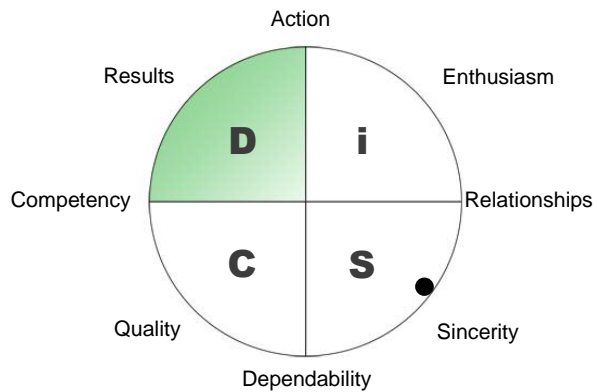 Action
Results
Enthusiasm
D
i
Competency
Relationships
C
S
Quality
Sincerity
Dependability